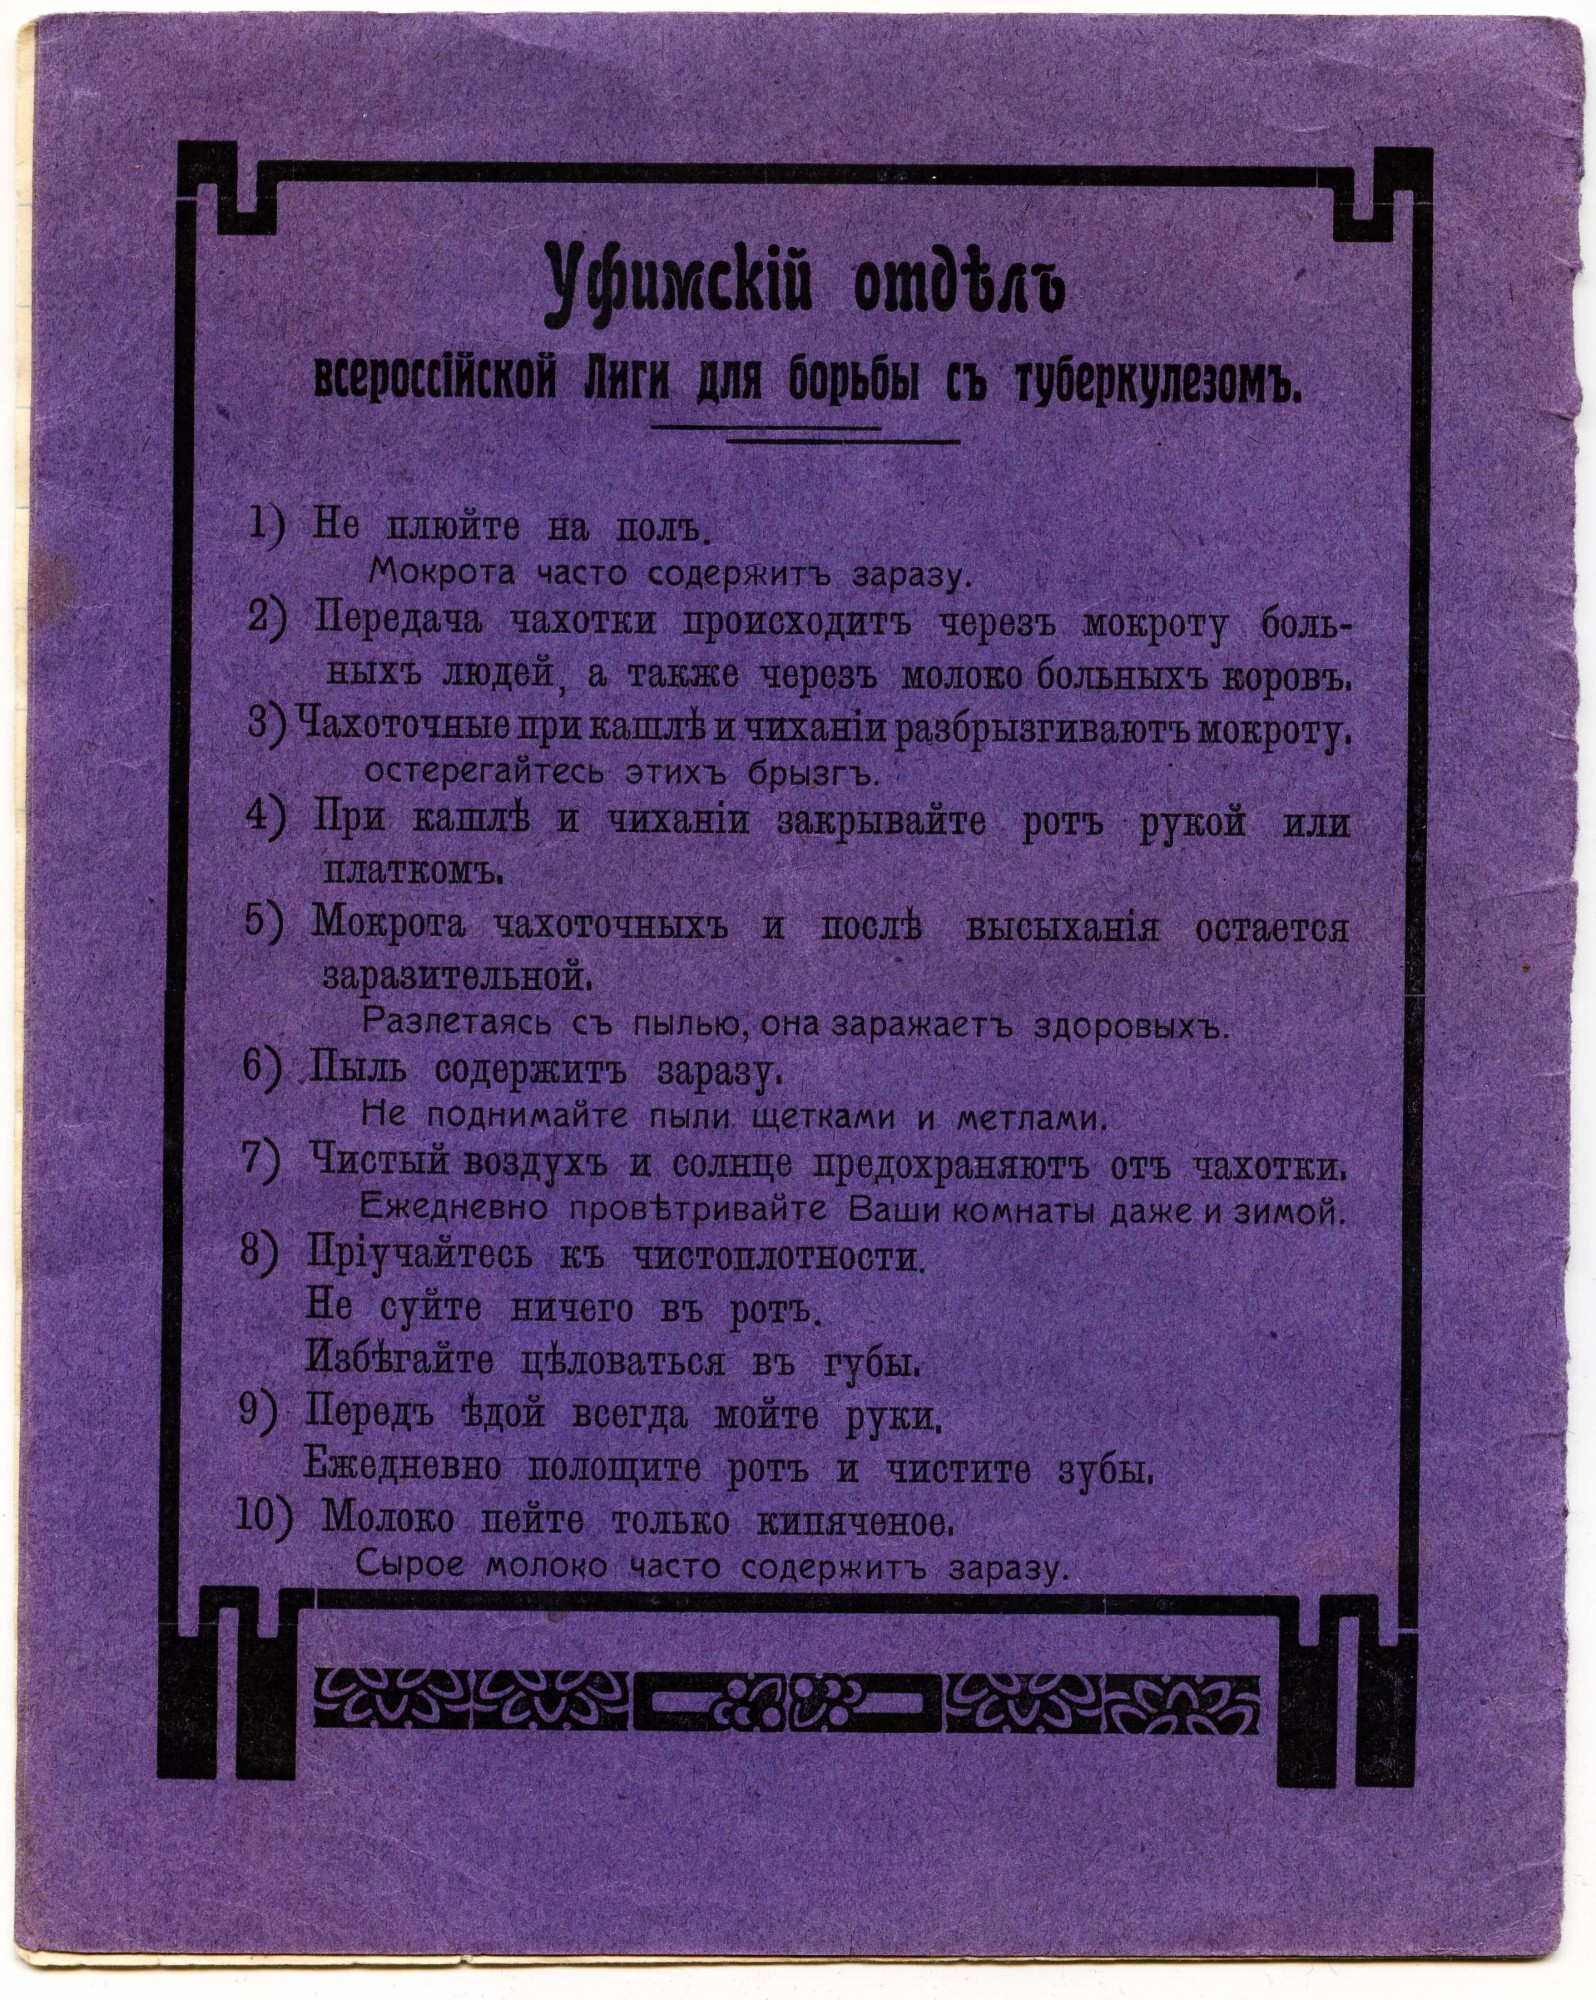 Уфимскій отдѣлъ
всероссійской Лиги для борьбы съ туберкулезомъ.
1) Не плюйте на полъ.
Мокрота часто содержитъ заразу.
2) Передача чахотки происходитъ черезъ мокроту боль-
ныхъ людей, а также черезъ молоко больныхъ коровъ.
3) Чахоточные при кашлѣ и чиханіи разбрызгиваютъ мокроту.
остерегайтесь этихъ брызгъ.
4) При кашлѣ и чиханіи закрывайте ротъ рукой или
платкомъ.
5) Мокрота чахоточныхъ и послѣ высыханія остается
заразительной.
Разлетаясь съ пылью, она заражаетъ здоровыхъ.
6) Пыль содержитъ заразу.
Не поднимайте пыли щетками и метлами.
7) Чистый воздухъ и солнце предохраняютъ отъ чахотки.
Ежедневно провѣтривайте Ваши комнаты даже и зимой.
8) Пріучайтесь къ чистоплотности.
Не суйте ничего въ ротъ.
Избѣгайте цѣловаться въ губы.
9) Передъ ѣдой всегда мойте руки.
Ежедневно полощите ротъ и чистите зубы.
10) Молоко пейте только кипяченое.
Сырое молоко часто содержитъ заразу.